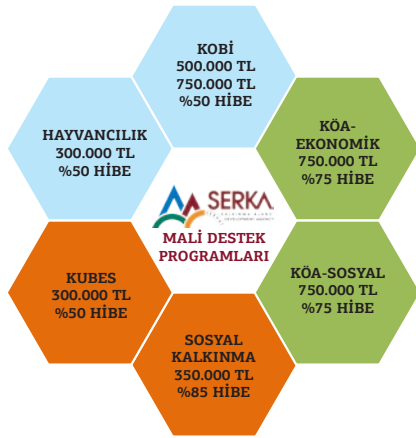 KOBİ
500.000 TL
750.000 TL
%50 HİBE
HAYVANCILIK
300.000 TL
%50 HİBE
KÖA-
EKONOMİK
750.000 TL
%75 HİBE
SERKA
MALİ DESTEK
PROGRAMLARI
KUBES
300.000 TL
%50 HİBE
KÖA-SOSYAL
750.000 TL
%75 HİBE
SOSYAL
KALKINMA
350.000 TL
%85 HİBE